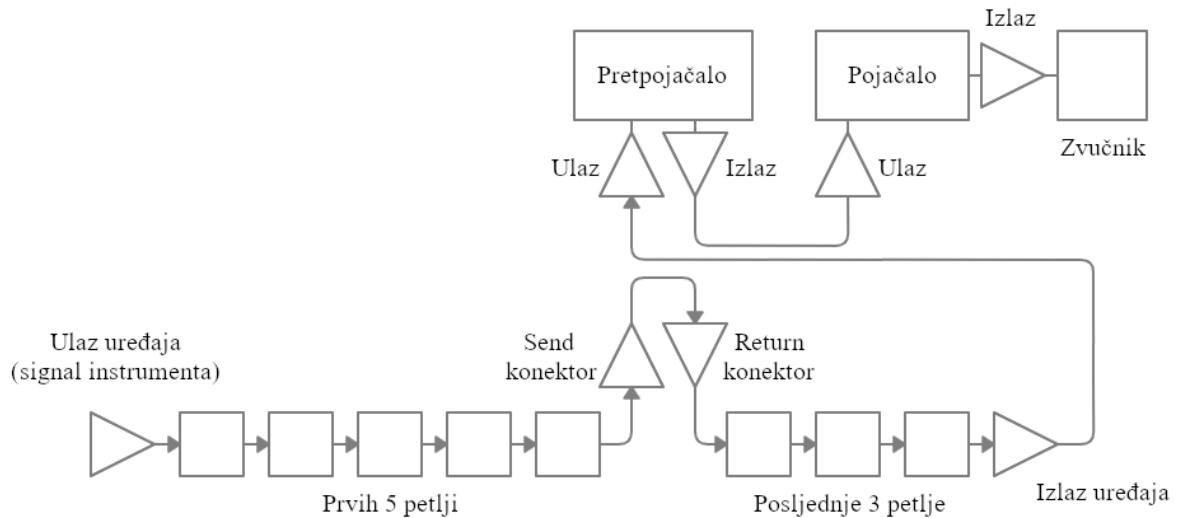 Izlaz
Pretpojačalo
Pojačalo
Ulaz
Izlaz
Ulaz
Zvučnik
Ulaz uređaja
(signal instrumenta)
Send
konektor
Return
konektor
Prvih 5 petlji
Posljednje 3 petlje
Izlaz uređaja